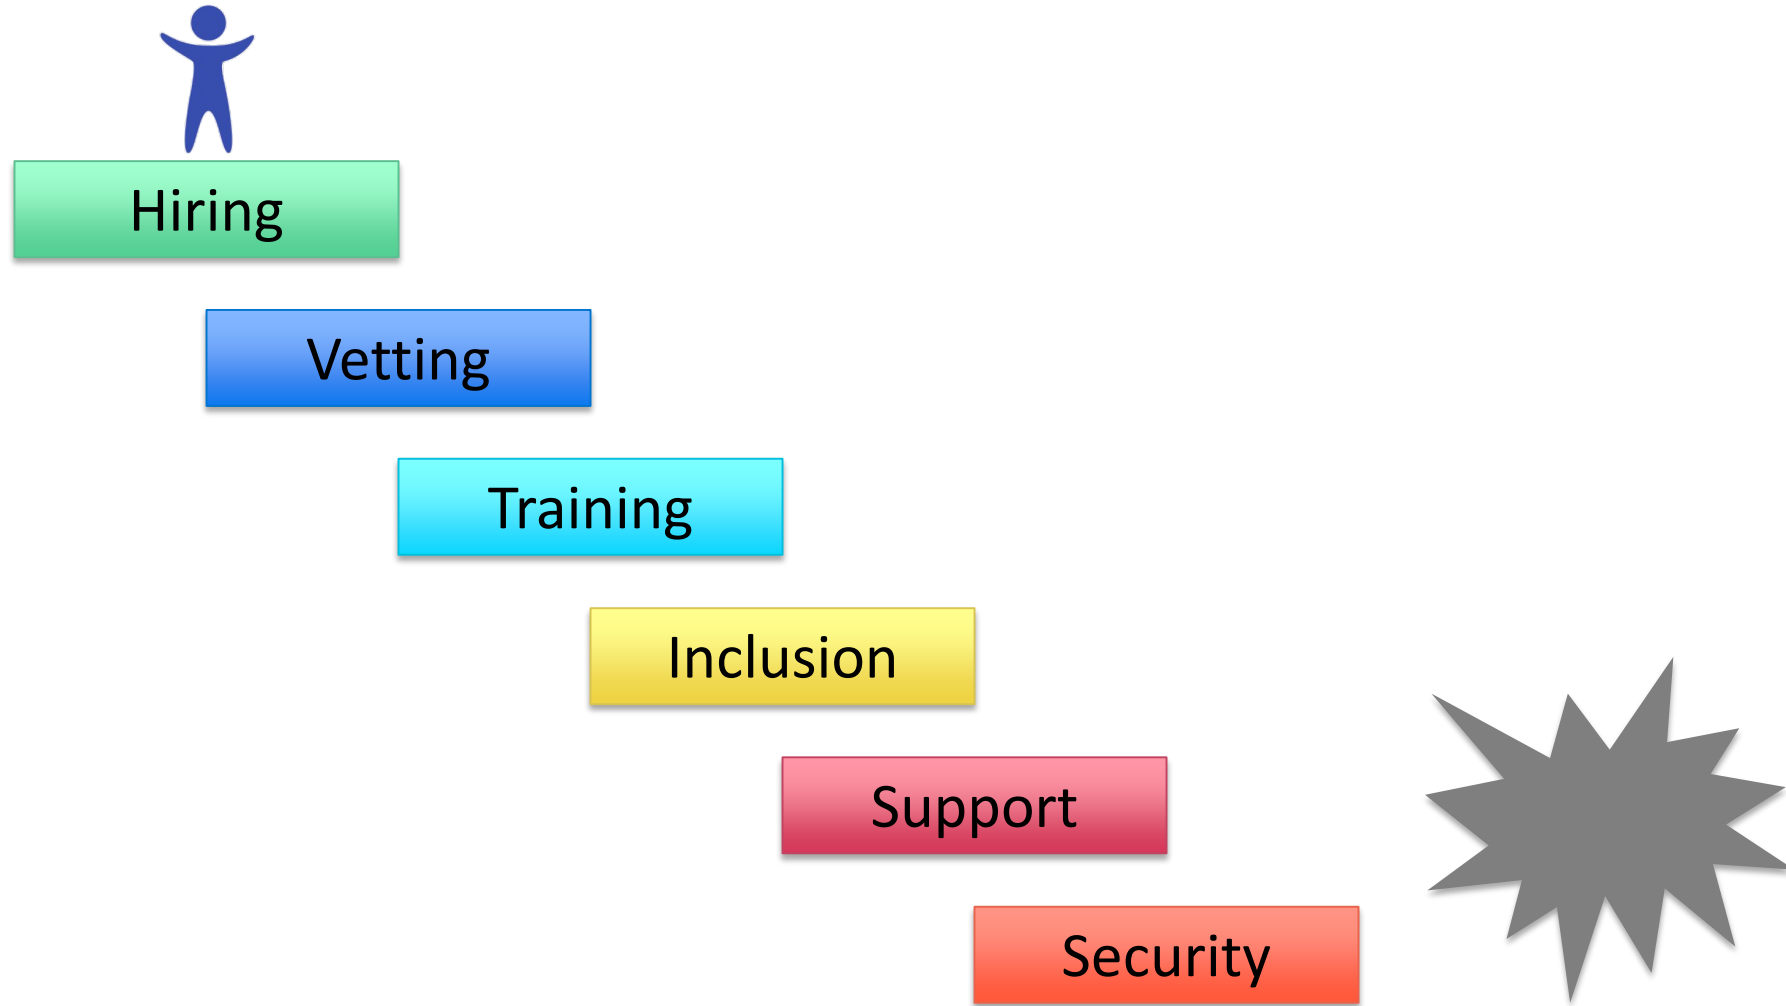 Hiring
Vetting
Training
Inclusion
Support
Security